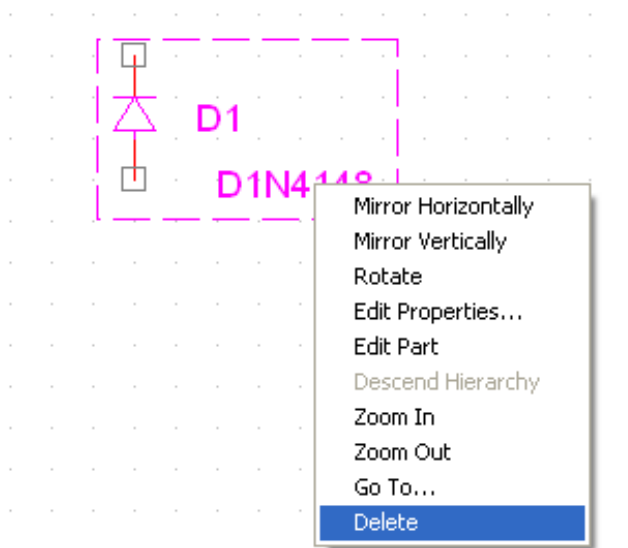 D1
D1N4148
Mirror Horizontally
Mirror Vertically
Rotate
Edit Properties...
Edit Part
Descend Hierarchy
Zoom In
Zoom Out
Go To...
Delete